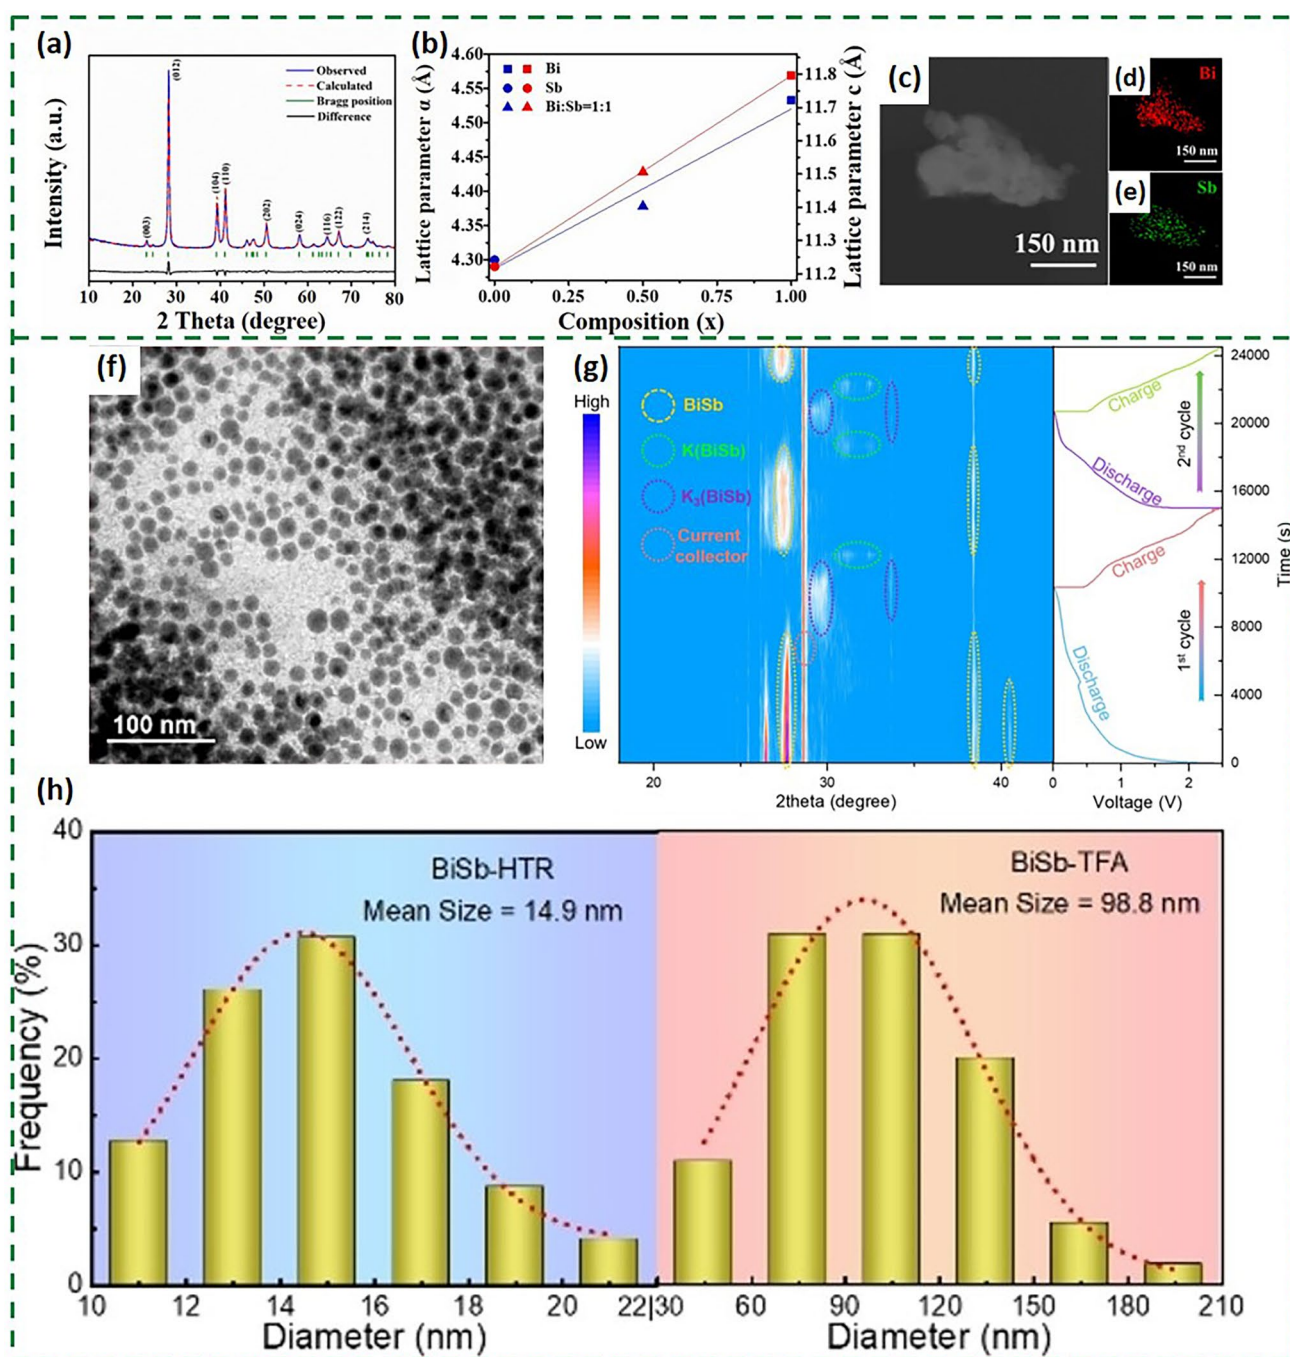 (a)
Intensity (a.u.)
Observed
Calculated
Bragg position
Difference
(003)
(012)
(104)
(110)
(202)
(024)
(116)
(122)
(214)
10 20 30 40 50 60 70 80
2 Theta (degree)
(b)
Lattice parameter a (Å)
4.60
4.55
4.50
4.45
4.40
4.35
4.30
Bi
Sb
Bi:Sb=1:1
11.8
11.7
11.6
11.5
11.4
11.3
11.2
Lattice parameter c (Å)
0.00 0.25 0.50 0.75 1.00
Composition (x)
(c)
150 nm
(d)
Bi
150 nm
(e)
Sb
150 nm
(f)
100 nm
(g)
High
Low
BiSb
K(BiSb)
K3(BiSb)
Current
collector
20 30 40
2theta (degree)
Charge
Discharge
2nd cycle
Charge
Discharge
1st cycle
0 1 2
Voltage (V)
24000
20000
16000
12000
8000
4000
0
Time (s)
(h)
Frequency (%)
40
30
20
10
0
BiSb-HTR
Mean Size = 14.9 nm
10 12 14 16 18 20 22|
Diameter (nm)
BiSb-TFA
Mean Size = 98.8 nm
30 60 90 120 150 180 210
Diameter (nm)